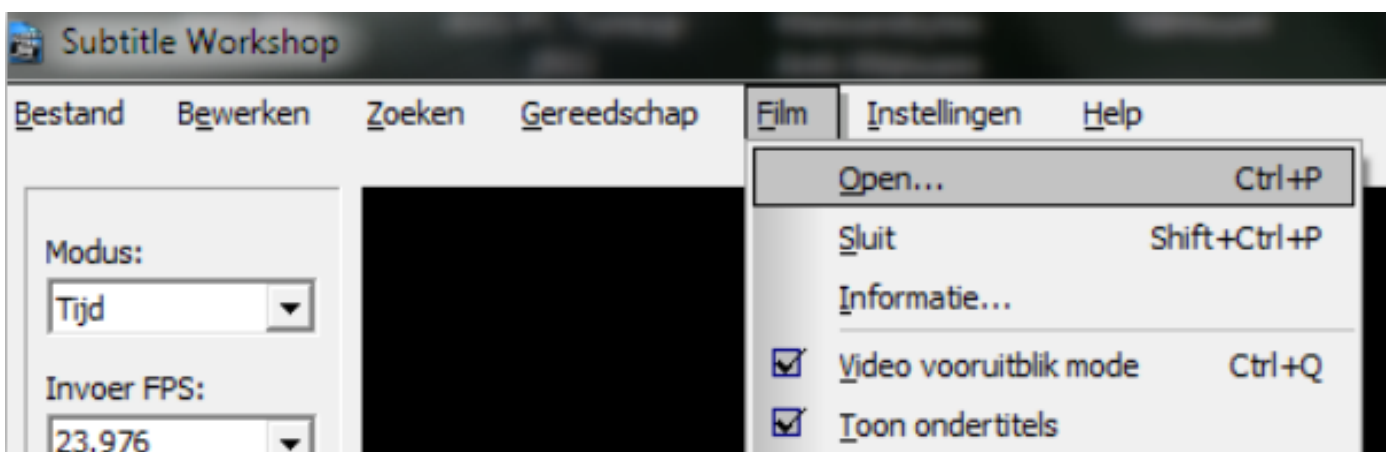 Subtitle Workshop
Bestand Bewerken Zoeken Gereedschap Film Instellingen Help
Open... Ctrl+P
Sluit Shift+Ctrl+P
Informatie...
Video vooruitblik mode Ctrl+Q
Toon ondertitels
Modus:
Tijd
Invoer FPS:
23,976